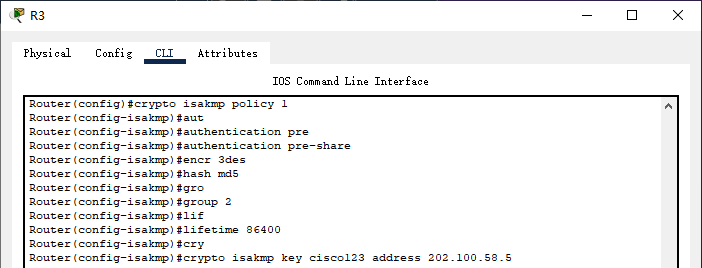 R3
Physical Config CLI Attributes
IOS Command Line Interface
Router(config)#crypto isakmp policy 1
Router(config-isakmp)#aut
Router(config-isakmp)#authentication pre
Router(config-isakmp)#authentication pre-share
Router(config-isakmp)#encr 3des
Router(config-isakmp)#hash md5
Router(config-isakmp)#gro
Router(config-isakmp)#group 2
Router(config-isakmp)#lif
Router(config-isakmp)#lifetime 86400
Router(config-isakmp)#cry
Router(config-isakmp)#crypto isakmp key cisco123 address 202.100.58.5